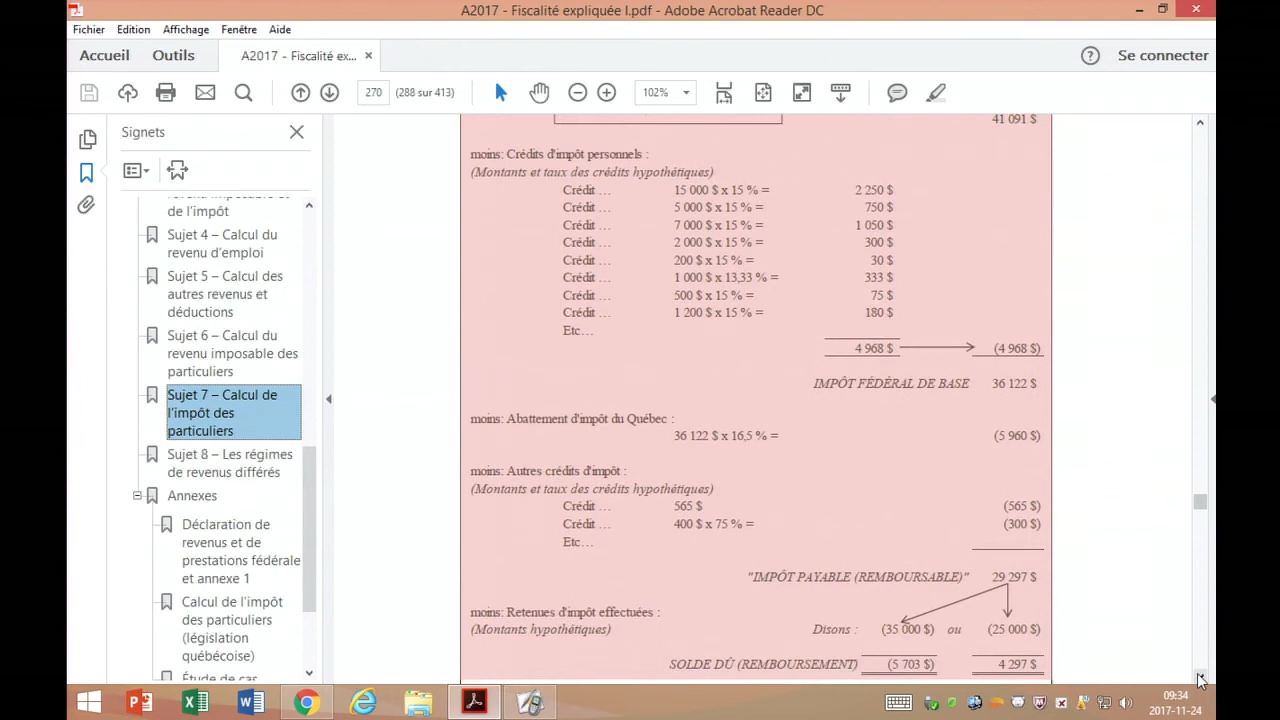 A2017 - Fiscalité expliquée I.pdf - Adobe Acrobat Reader DC
Fichier Edition Affichage Fenêtre Aide
Accueil Outils A2017 - Fiscalité ex... × Se connecter
270 (288 sur 413) 102%
Signets
de l'impôt
Sujet 4 – Calcul du
revenu d'emploi
Sujet 5 – Calcul des
autres revenus et
déductions
Sujet 6 – Calcul du
revenu imposable des
particuliers
Sujet 7 – Calcul de
l'impôt des
particuliers
Sujet 8 – Les régimes
de revenus différés
Annexes
Déclaration de
revenus et de
prestations fédérale
et annexe 1
Calcul de l'impôt
des particuliers
(législation
québécoise)
Étude de cas
41 091 $
moins: Crédits d'impôt personnels :
(Montants et taux des crédits hypothétiques)
Crédit … 15 000 $ x 15 % = 2 250 $
Crédit … 5 000 $ x 15 % = 750 $
Crédit … 7 000 $ x 15 % = 1 050 $
Crédit … 2 000 $ x 15 % = 300 $
Crédit … 200 $ x 15 % = 30 $
Crédit … 1 000 $ x 13,33 % = 333 $
Crédit … 500 $ x 15 % = 75 $
Crédit … 1 200 $ x 15 % = 180 $
Etc…
4 968 $ (4 968 $)
IMPÔT FÉDÉRAL DE BASE 36 122 $
moins: Abattement d'impôt du Québec :
36 122 $ x 16,5 % = (5 960 $)
moins: Autres crédits d'impôt :
(Montants et taux des crédits hypothétiques)
Crédit … 565 $ (565 $)
Crédit … 400 $ x 75 % = (300 $)
Etc…
"IMPÔT PAYABLE (REMBOURSABLE)" 29 297 $
moins: Retenues d'impôt effectuées :
(Montants hypothétiques) Disons : (35 000 $) ou (25 000 $)
SOLDE DÛ (REMBOURSEMENT) (5 703 $) 4 297 $
09:34
2017-11-24